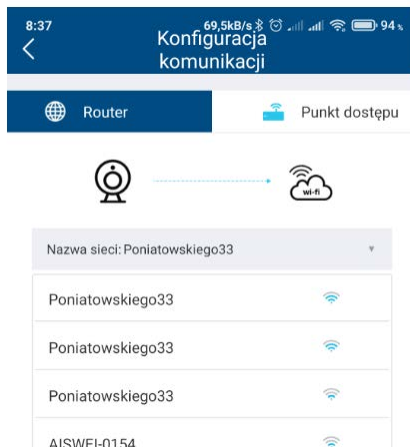 8:37 69,5kB/s 94 %
Konfiguracja
komunikacji
Router Punkt dostępu
wi-fi
Nazwa sieci: Poniatowskiego33
Poniatowskiego33
Poniatowskiego33
Poniatowskiego33
AISWEI-0154